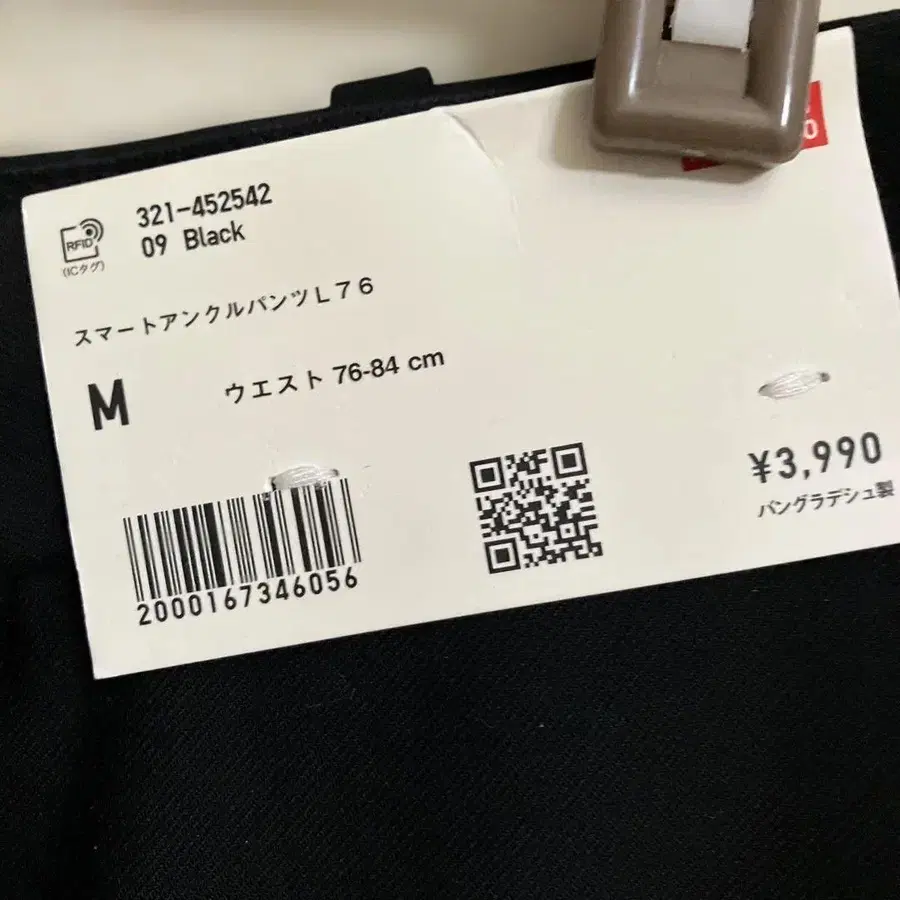 RFID
(ICタグ)
321-452542
09 Black
スマートアンクルパンツL76
M
ウエスト 76-84 cm
2000167346056
¥3,990
バングラデシュ製